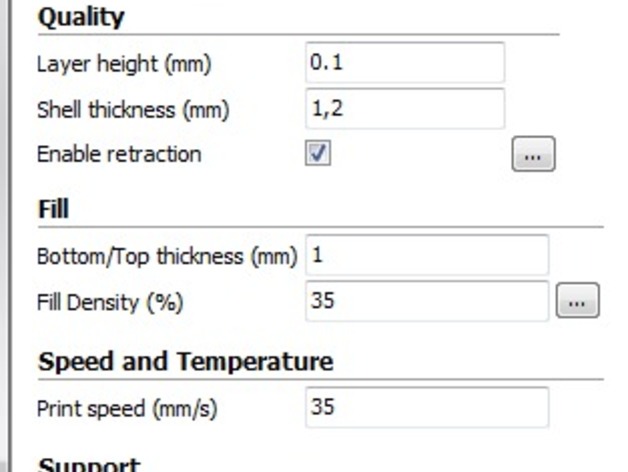 Quality
Layer height (mm) 0.1
Shell thickness (mm) 1,2
Enable retraction ...
Fill
Bottom/Top thickness (mm) 1
Fill Density (%) 35 ...
Speed and Temperature
Print speed (mm/s) 35
Support